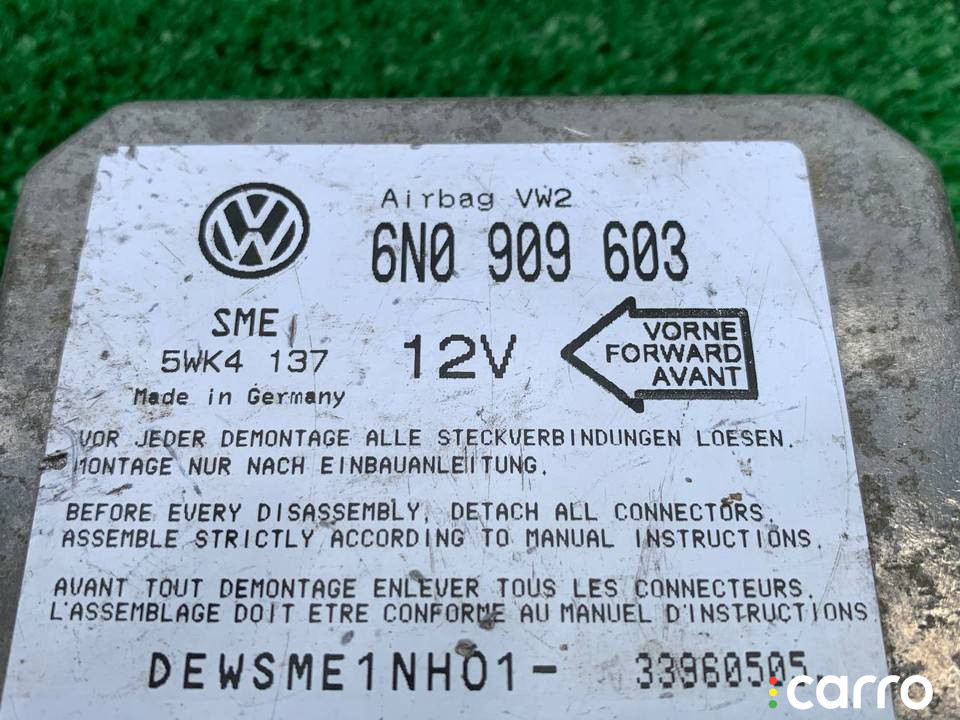 Airbag VW2
6N0 909 603
SME
5WK4 137
Made in Germany
12V
VORNE
FORWARD
AVANT
VOR JEDER DEMONTAGE ALLE STECKVERBINDUNGEN LOESEN.
MONTAGE NUR NACH EINBAUANLEITUNG.
BEFORE EVERY DISASSEMBLY, DETACH ALL CONNECTORS
ASSEMBLE STRICTLY ACCORDING TO MANUAL INSTRUCTIONS.
AVANT TOUT DEMONTAGE ENLEVER TOUS LES CONNECTEURS.
L'ASSEMBLAGE DOIT ETRE CONFORME AU MANUEL D'INSTRUCTIONS
DEWSME1NH01- 33960505.
carro